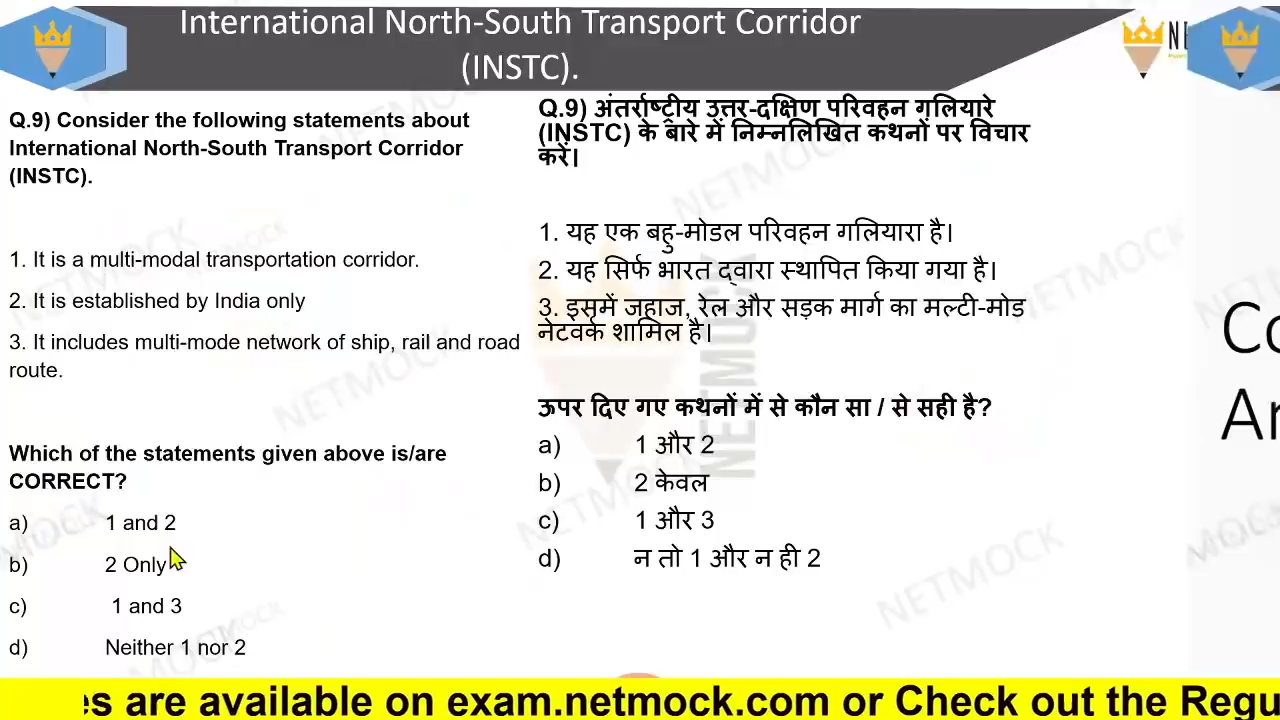 International North-South Transport Corridor
(INSTC).
Q.9) Consider the following statements about
International North-South Transport Corridor
(INSTC).
1. It is a multi-modal transportation corridor.
2. It is established by India only
3. It includes multi-mode network of ship, rail and road
route.
Which of the statements given above is/are
CORRECT?
a) 1 and 2
b) 2 Only
c) 1 and 3
d) Neither 1 nor 2
Q.9) अंतर्राष्ट्रीय उत्तर-दक्षिण परिवहन गलियारे
(INSTC) के बारे में निम्नलिखित कथनों पर विचार
करें।
1. यह एक बहु-मोडल परिवहन गलियारा है।
2. यह सिर्फ भारत द्वारा स्थापित किया गया है।
3. इसमें जहाज, रेल और सड़क मार्ग का मल्टी-मोड
नेटवर्क शामिल है।
ऊपर दिए गए कथनों में से कौन सा / से सही है?
a) 1 और 2
b) 2 केवल
c) 1 और 3
d) न तो 1 और न ही 2
NETMOCK
es are available on exam.netmock.com or Check out the Regu